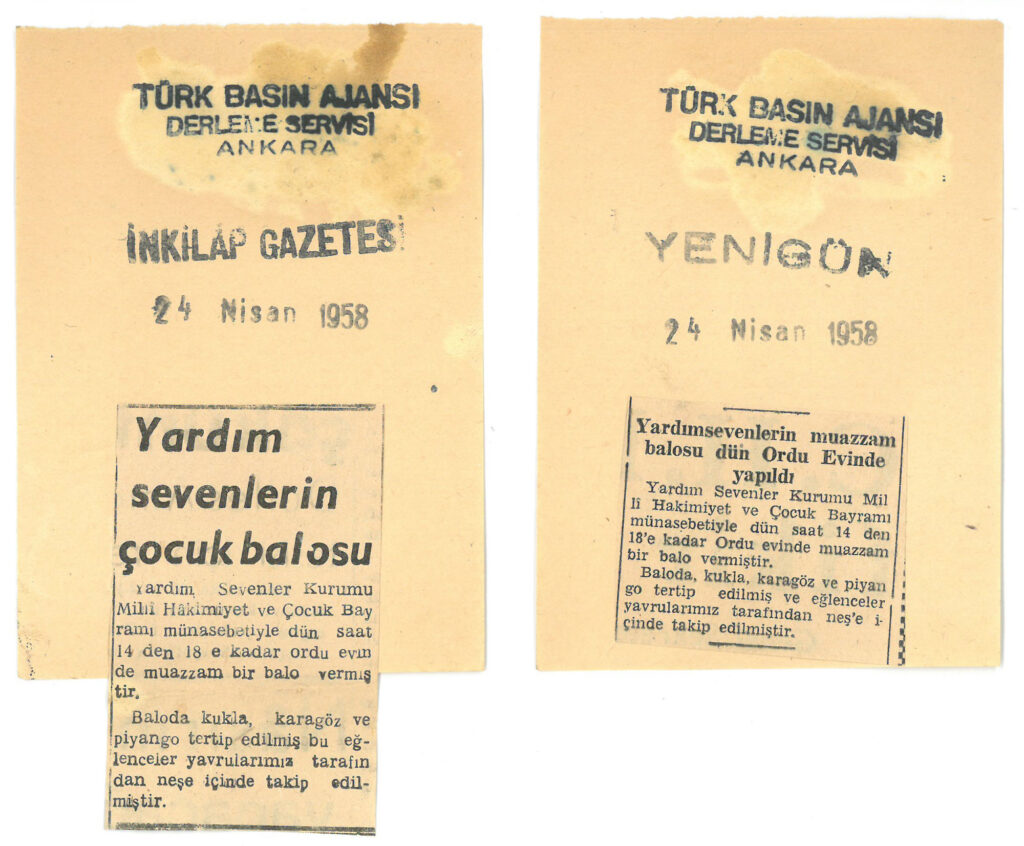 TÜRK BASIN AJANSI
DERLEME SERVİSİ
ANKARA
İNKİLAP GAZETESİ
24 Nisan 1958
Yardım
sevenlerin
çocuk balosu
Yardım Sevenler Kurumu
Millî Hâkimiyet ve Çocuk Bay
ramı münasebetiyle dün saat
14 den 18 e kadar ordu evin
de muazzam bir balo vermiş
tir.
Baloda kukla, karagöz ve
piyango tertip edilmiş bu eğ-
lenceler yavrularımız tarafın
dan neşe içinde takip edil-
miştir.
TÜRK BASIN AJANSI
DERLEME SERVİSİ
ANKARA
YENİGÜN
24 Nisan 1958
Yardımsevenlerin muazzam
balosu dün Ordu Evinde
yapıldı
Yardım Sevenler Kurumu Mil
lî Hakimiyet ve Çocuk Bayramı
münasebetiyle dün saat 14 den
18'e kadar Ordu evinde muazzam
bir balo vermiştir.
Baloda, kukla, karagöz ve piyan
go tertip edilmiş ve eğlenceler
yavrularımız tarafından neş'e i-
çinde takip edilmiştir.